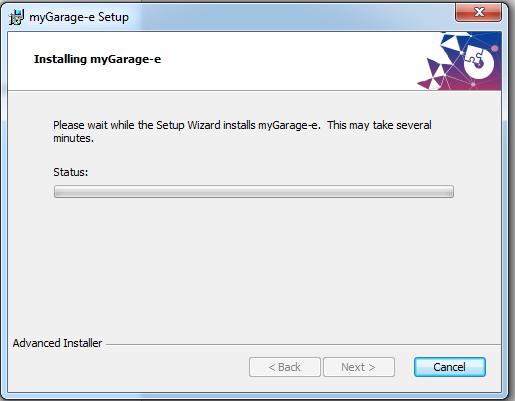 myGarage-e Setup
Installing myGarage-e
Please wait while the Setup Wizard installs myGarage-e. This may take several
minutes.
Status:
Advanced Installer
< Back
Next >
Cancel